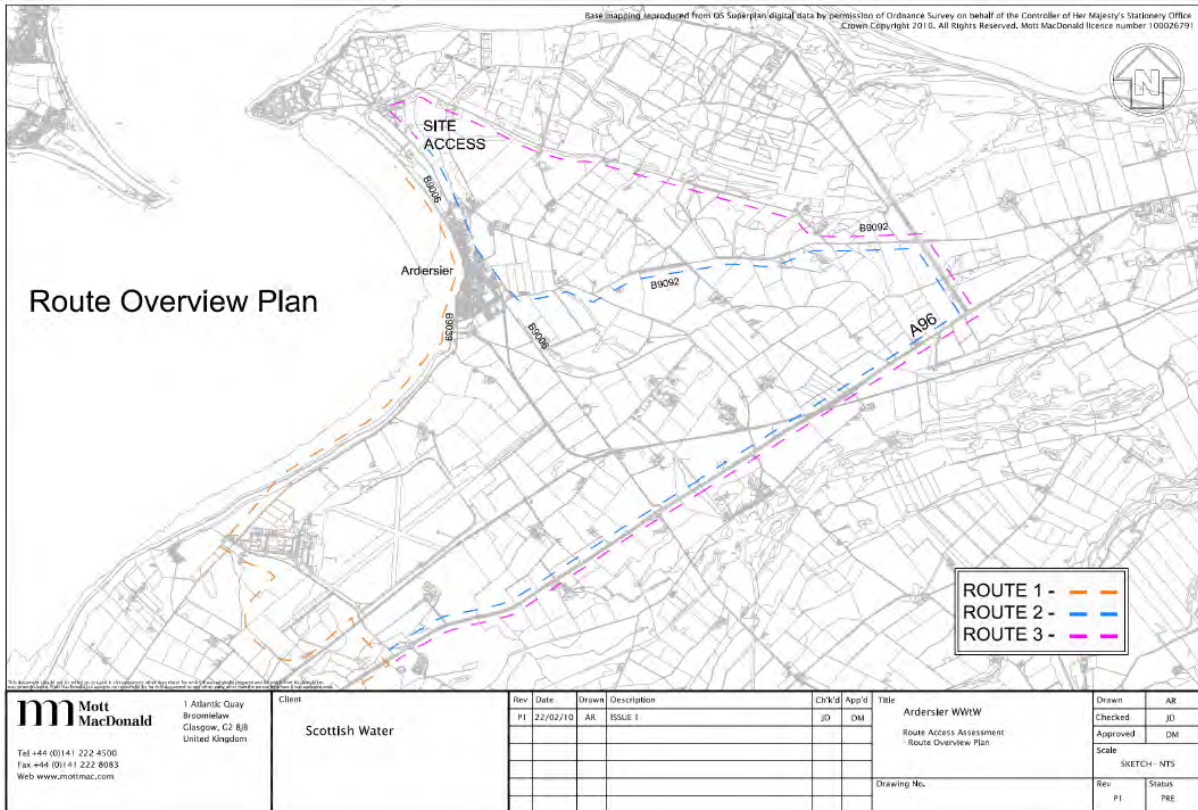 Base mapping reproduced from OS Superplan digital data by permission of Ordnance Survey on behalf of the Controller of Her Majesty's Stationery Office
Crown Copyright 2010. All Rights Reserved. Mott MacDonald licence number 100026791
N
SITE
ACCESS
B9006
B9092
Ardersier
B9092
Route Overview Plan
B9039
B9006
A96
ROUTE 1 -
ROUTE 2 -
ROUTE 3 -
Mott
MacDonald
1 Atlantic Quay
Broomielaw
Glasgow, G2 8JB
United Kingdom
Tel +44 (0)141 222 4500
Fax +44 (0)141 222 8083
Web www.mottmac.com
Client
Scottish Water
Rev Date Drawn Description Ch'k'd App'd
P1 22/02/10 AR ISSUE 1 JD DM
Title
Ardersier WWtW
Route Access Assessment
- Route Overview Plan
Drawing No.
Drawn AR
Checked JD
Approved DM
Scale
SKETCH - NTS
Rev Status
P1 PRE